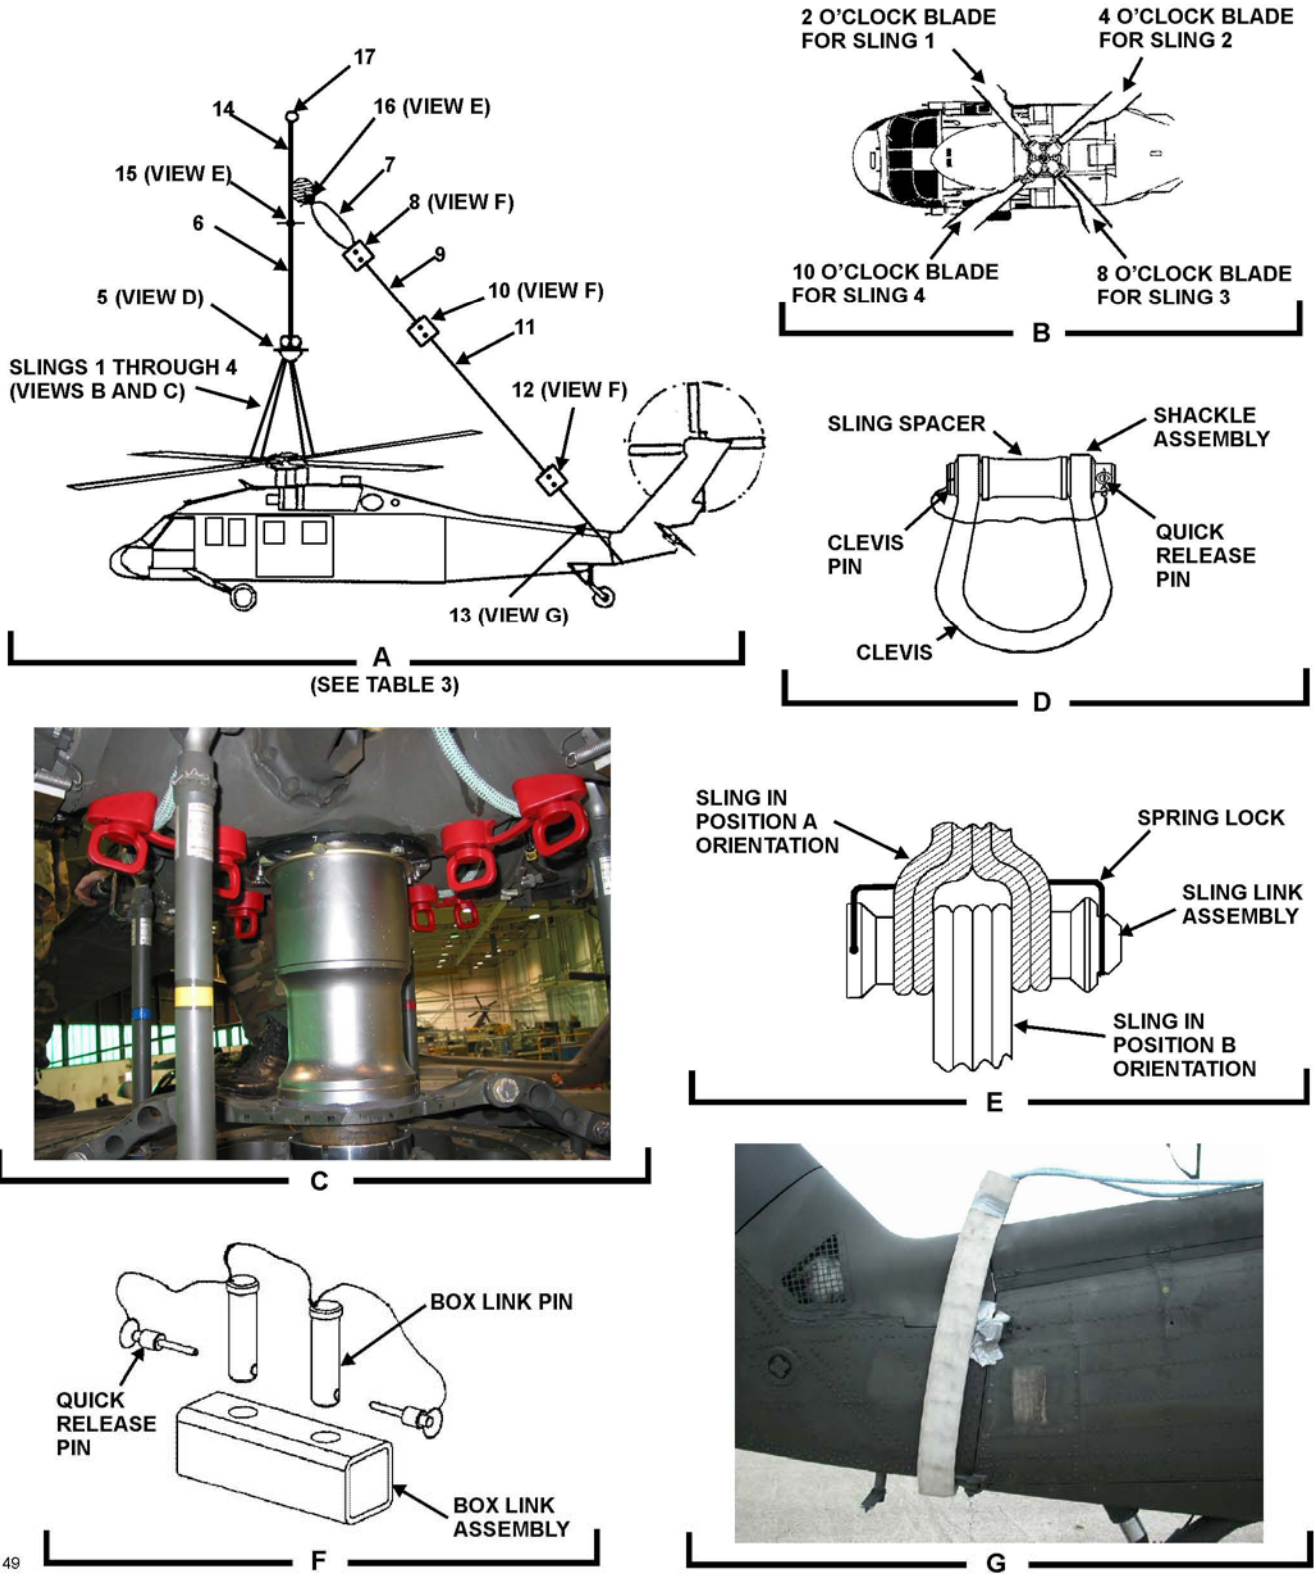 17
14
16 (VIEW E)
7
15 (VIEW E)
8 (VIEW F)
6
9
10 (VIEW F)
5 (VIEW D)
11
SLINGS 1 THROUGH 4
(VIEWS B AND C)
12 (VIEW F)
13 (VIEW G)
A
(SEE TABLE 3)
2 O'CLOCK BLADE
FOR SLING 1
4 O'CLOCK BLADE
FOR SLING 2
10 O'CLOCK BLADE
FOR SLING 4
8 O'CLOCK BLADE
FOR SLING 3
B
SLING SPACER
SHACKLE
ASSEMBLY
CLEVIS
PIN
QUICK
RELEASE
PIN
CLEVIS
D
C
SLING IN
POSITION A
ORIENTATION
SPRING LOCK
SLING LINK
ASSEMBLY
SLING IN
POSITION B
ORIENTATION
E
BOX LINK PIN
QUICK
RELEASE
PIN
BOX LINK
ASSEMBLY
F
G
49